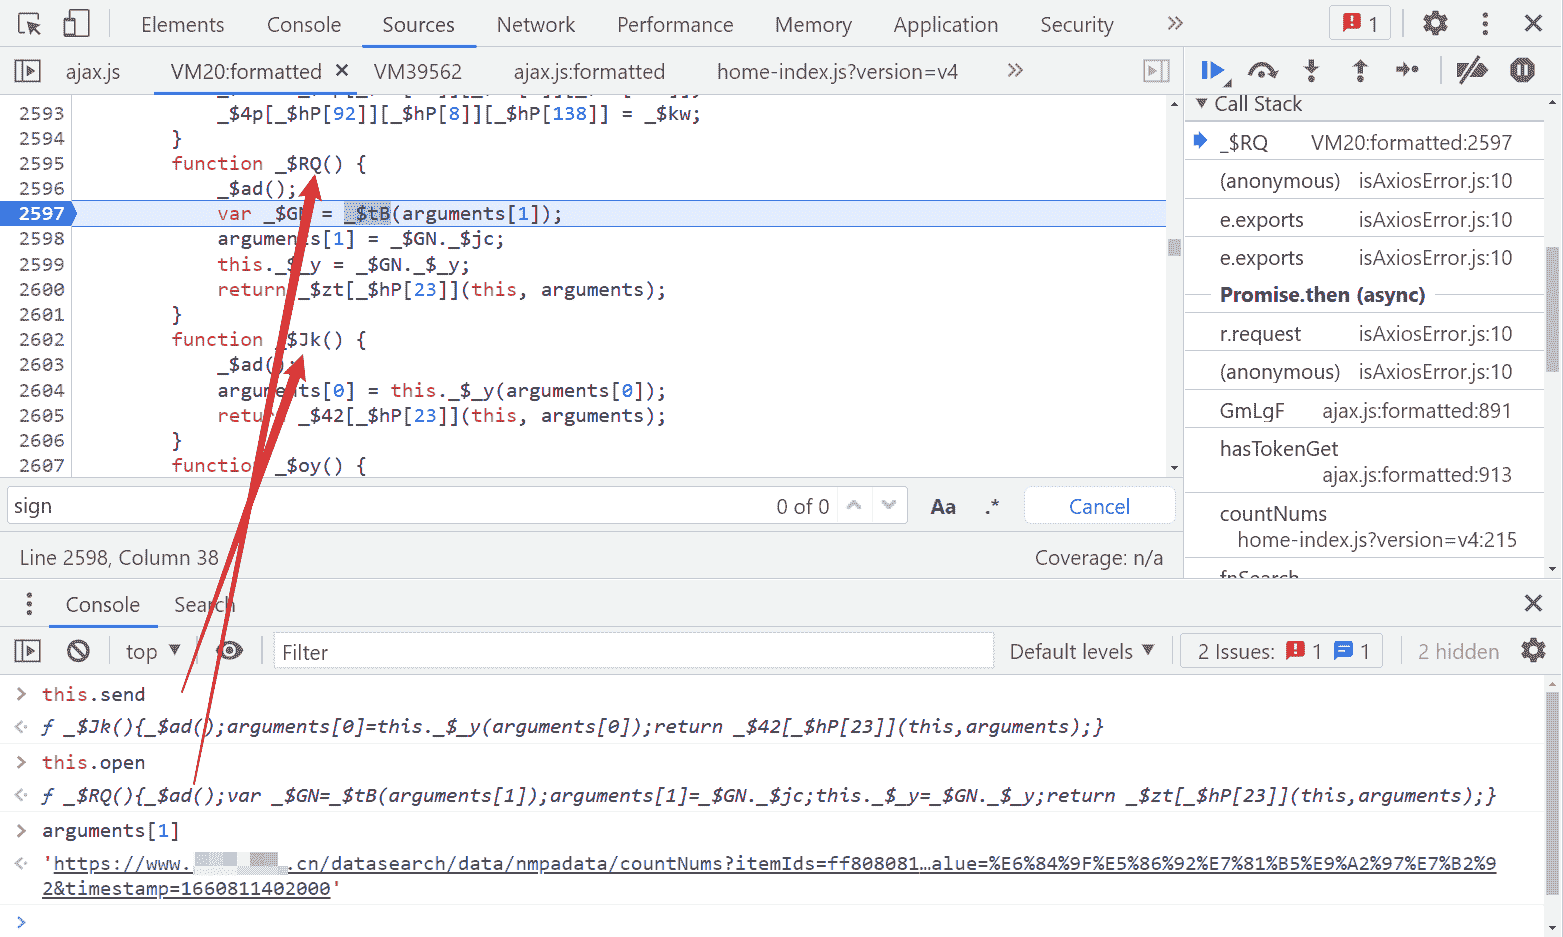 Elements Console Sources Network Performance Memory Application Security » 1
ajax.js VM20:formatted × VM39562 ajax.js:formatted home-index.js?version=v4 »
2593 _$4p[_$hP[92]][_$hP[8]][_$hP[138]] = _$kw;
2594 }
2595 function _$RQ() {
2596 _$ad();
2597 var _$GN = _$tB(arguments[1]);
2598 arguments[1] = _$GN._$jc;
2599 this._$_y = _$GN._$_y;
2600 return _$zt[_$hP[23]](this, arguments);
2601 }
2602 function _$Jk() {
2603 _$ad();
2604 arguments[0] = this._$_y(arguments[0]);
2605 return _$42[_$hP[23]](this, arguments);
2606 }
2607 function _$oy() {
sign 0 of 0 Aa .* Cancel
Line 2598, Column 38 Coverage: n/a
Call Stack
_$RQ VM20:formatted:2597
(anonymous) isAxiosError.js:10
e.exports isAxiosError.js:10
e.exports isAxiosError.js:10
Promise.then (async)
r.request isAxiosError.js:10
(anonymous) isAxiosError.js:10
GmLgF ajax.js:formatted:891
hasTokenGet
ajax.js:formatted:913
countNums
home-index.js?version=v4:215
fnSearch
Console Search
top Filter Default levels 2 Issues: 1 1 2 hidden
> this.send
ƒ _$Jk(){_$ad();arguments[0]=this._$_y(arguments[0]);return _$42[_$hP[23]](this,arguments);}
> this.open
ƒ _$RQ(){_$ad();var _$GN=_$tB(arguments[1]);arguments[1]=_$GN._$jc;this._$_y=_$GN._$_y;return _$zt[_$hP[23]](this,arguments);}
> arguments[1]
'https://www. .cn/datasearch/data/nmpadata/countNums?itemIds=ff808081…alue=%E6%84%9F%E5%86%92%E7%81%B5%E9%A2%97%E7%B2%9
2&timestamp=1660811402000'
>